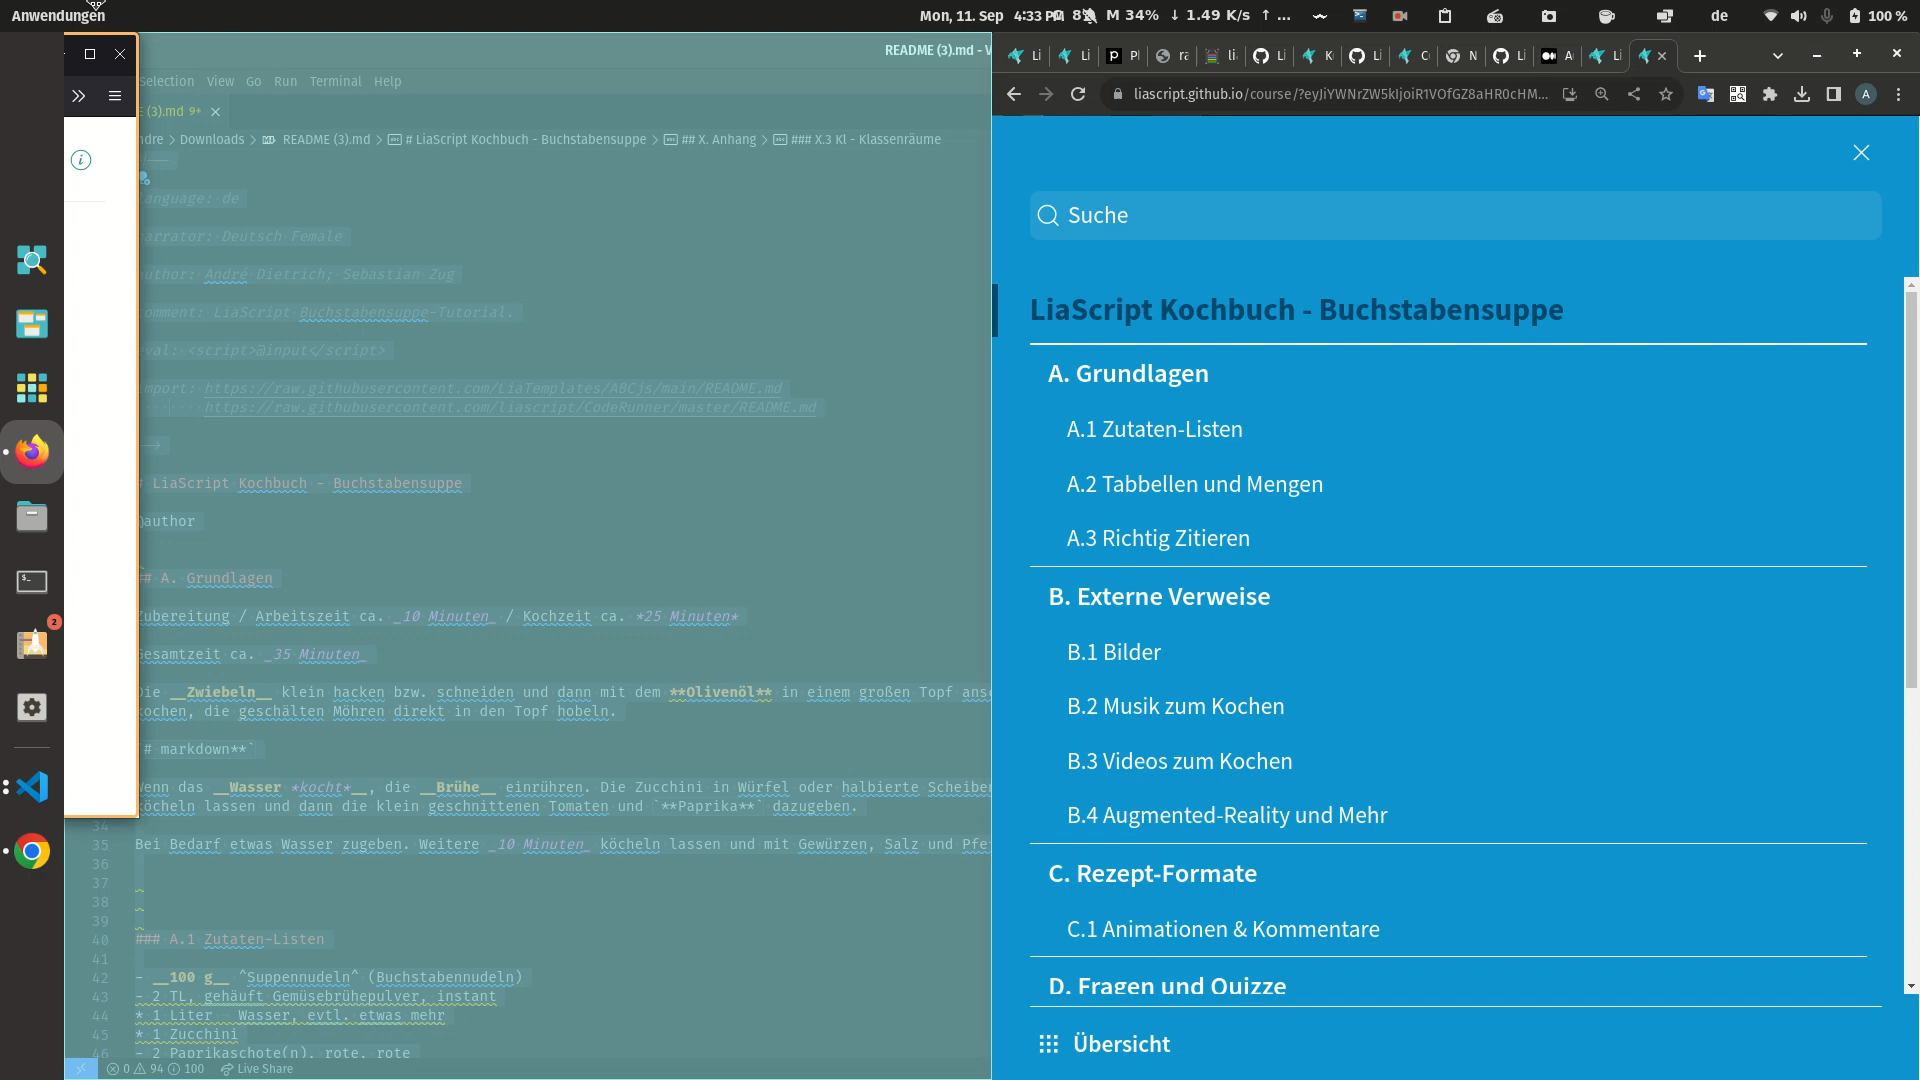 Anwendungen
Mon, 11. Sep 4:33 PM
M 34% ↓ 1.49 K/s ↑ ...
de
100 %
README (3).md - V
Selection View Go Run Terminal Help
(3).md 9+
Downloads > README (3).md > # LiaScript Kochbuch - Buchstabensuppe > ## X. Anhang > ### X.3 Kl - Klassenräume
language: de
narrator: Deutsch Female
author: André Dietrich; Sebastian Zug
comment: LiaScript Buchstabensuppe-Tutorial.
eval: <script>@input</script>
import: https://raw.githubusercontent.com/LiaTemplates/ABCjs/main/README.md
https://raw.githubusercontent.com/liascript/CodeRunner/master/README.md
# LiaScript Kochbuch - Buchstabensuppe
@author
## A. Grundlagen
Zubereitung / Arbeitszeit ca. _10 Minuten_ / Kochzeit ca. *25 Minuten*
Gesamtzeit ca. _35 Minuten_
Die __Zwiebeln__ klein hacken bzw. schneiden und dann mit dem **Olivenöl** in einem großen Topf
kochen, die geschälten Möhren direkt in den Topf hobeln.
`# markdown**`
Wenn das __Wasser *kocht*__, die __Brühe__ einrühren. Die Zucchini in Würfel oder halbierte Scheiben
köcheln lassen und dann die klein geschnittenen Tomaten und `**Paprika**` dazugeben.
34
35 Bei Bedarf etwas Wasser zugeben. Weitere _10 Minuten_ köcheln lassen und mit Gewürzen, Salz und
36
37
38
39
40 ### A.1 Zutaten-Listen
41
42 - __100 g__ ^Suppennudeln^ (Buchstabennudeln)
43 - 2 TL, gehäuft Gemüsebrühepulver, instant
44 * 1 Liter Wasser, evtl. etwas mehr
45 * 1 Zucchini
46 - 2 Paprikaschote(n), rote, rote
0 94 100 Live Share
2
liascript.github.io/course/?eyJiYWNrZW5kIjoiR1VOfGZ8aHR0cHM...
A
Suche
LiaScript Kochbuch - Buchstabensuppe
A. Grundlagen
A.1 Zutaten-Listen
A.2 Tabbellen und Mengen
A.3 Richtig Zitieren
B. Externe Verweise
B.1 Bilder
B.2 Musik zum Kochen
B.3 Videos zum Kochen
B.4 Augmented-Reality und Mehr
C. Rezept-Formate
C.1 Animationen & Kommentare
D. Fragen und Quizze
Übersicht